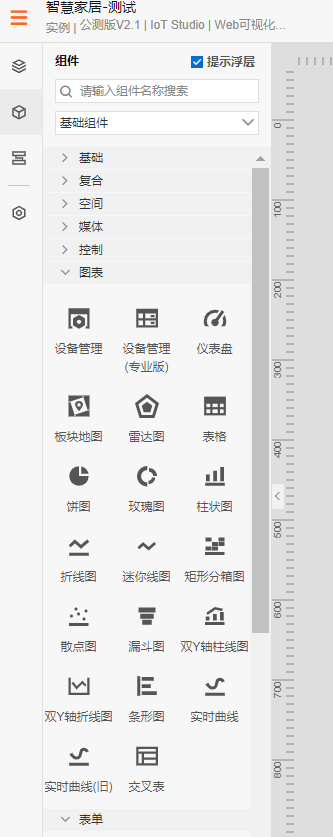 智慧家居-测试
实例 | 公测版V2.1 | IoT Studio | Web可视化...
组件
提示浮层
请输入组件名称搜索
基础组件
基础
复合
空间
媒体
控制
图表
设备管理 设备管理 仪表盘
(专业版)
板块地图 雷达图 表格
饼图 玫瑰图 柱状图
折线图 迷你线图 矩形分箱图
散点图 漏斗图 双Y轴柱线图
双Y轴折线图 条形图 实时曲线
实时曲线(旧) 交叉表
表单
0
100
200
300
400
500
600
700
800